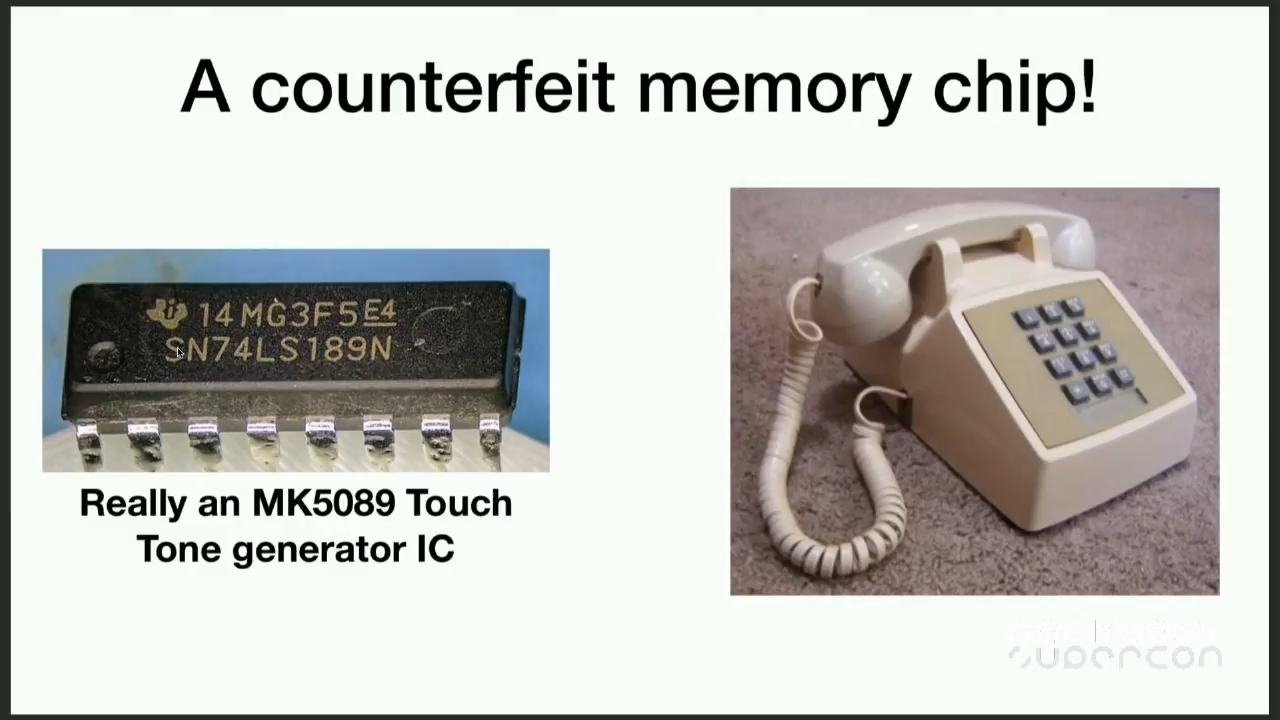 A counterfeit memory chip!
14MG3F5E4
SN74LS189N
Really an MK5089 Touch
Tone generator IC
supercon